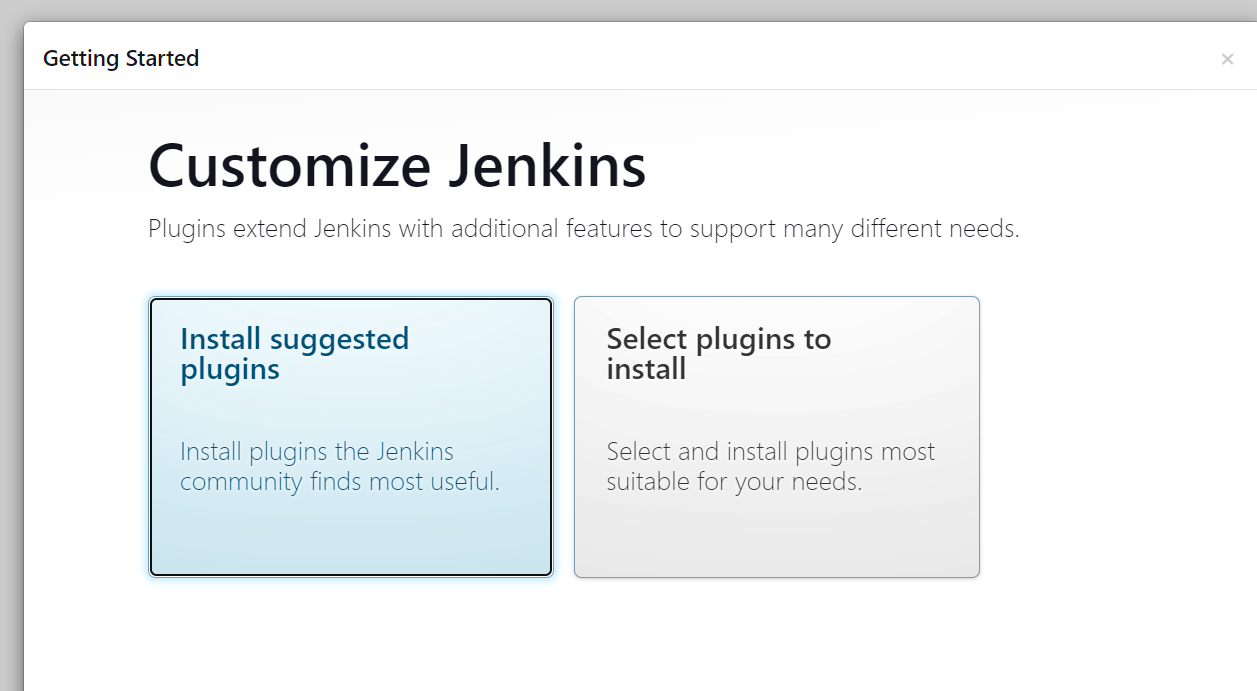 Getting Started
×
Customize Jenkins
Plugins extend Jenkins with additional features to support many different needs.
Install suggested
plugins
Install plugins the Jenkins
community finds most useful.
Select plugins to
install
Select and install plugins most
suitable for your needs.